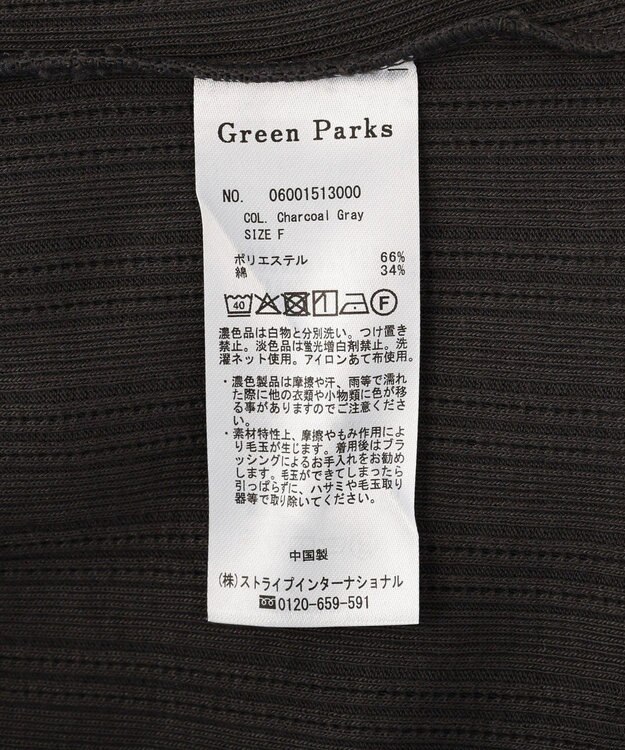 Green Parks
NO. 06001513000
COL. Charcoal Gray
SIZE F
ポリエステル 66%
綿 34%
40 F
濃色品は白物と分別洗い。つけ置き
禁止。淡色品は蛍光増白剤禁止。洗
濯ネット使用。アイロンあて布使用。
・濃色製品は摩擦や汗、雨等で濡れ
た際に他の衣類や小物類に色が移
る事がありますのでご注意くださ
い。
・素材特性上、摩擦やもみ作用によ
り毛玉が生じます。着用後はブラ
ッシングによるお手入れをお勧め
します。毛玉ができてしまったら
引っぱらずに、ハサミや毛玉取り
器等で取り除いてください。
中国製
(株)ストライプインターナショナル
0120-659-591